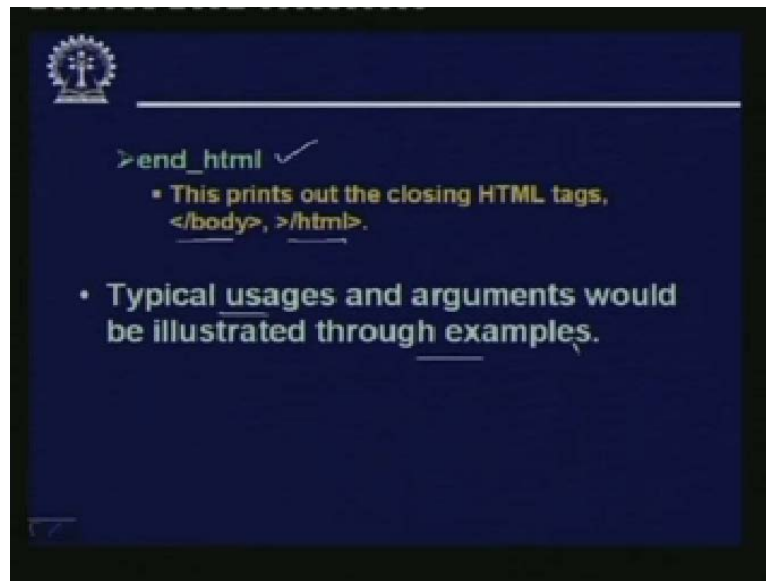 ➢end_html
▪ This prints out the closing HTML tags,
</body>, >/html>.
• Typical usages and arguments would
be illustrated through examples.